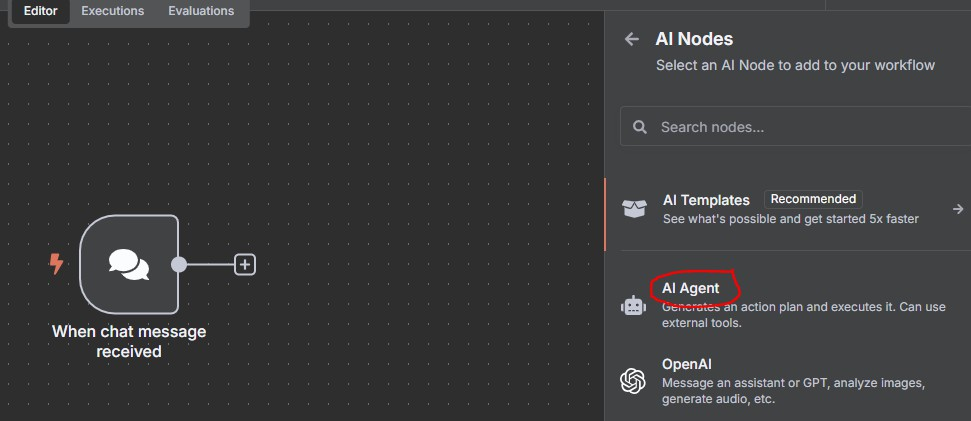 Editor Executions Evaluations
AI Nodes
Select an AI Node to add to your workflow
Search nodes...
AI Templates Recommended
See what's possible and get started 5x faster
When chat message
received
AI Agent
Generates an action plan and executes it. Can use
external tools.
OpenAI
Message an assistant or GPT, analyze images,
generate audio, etc.